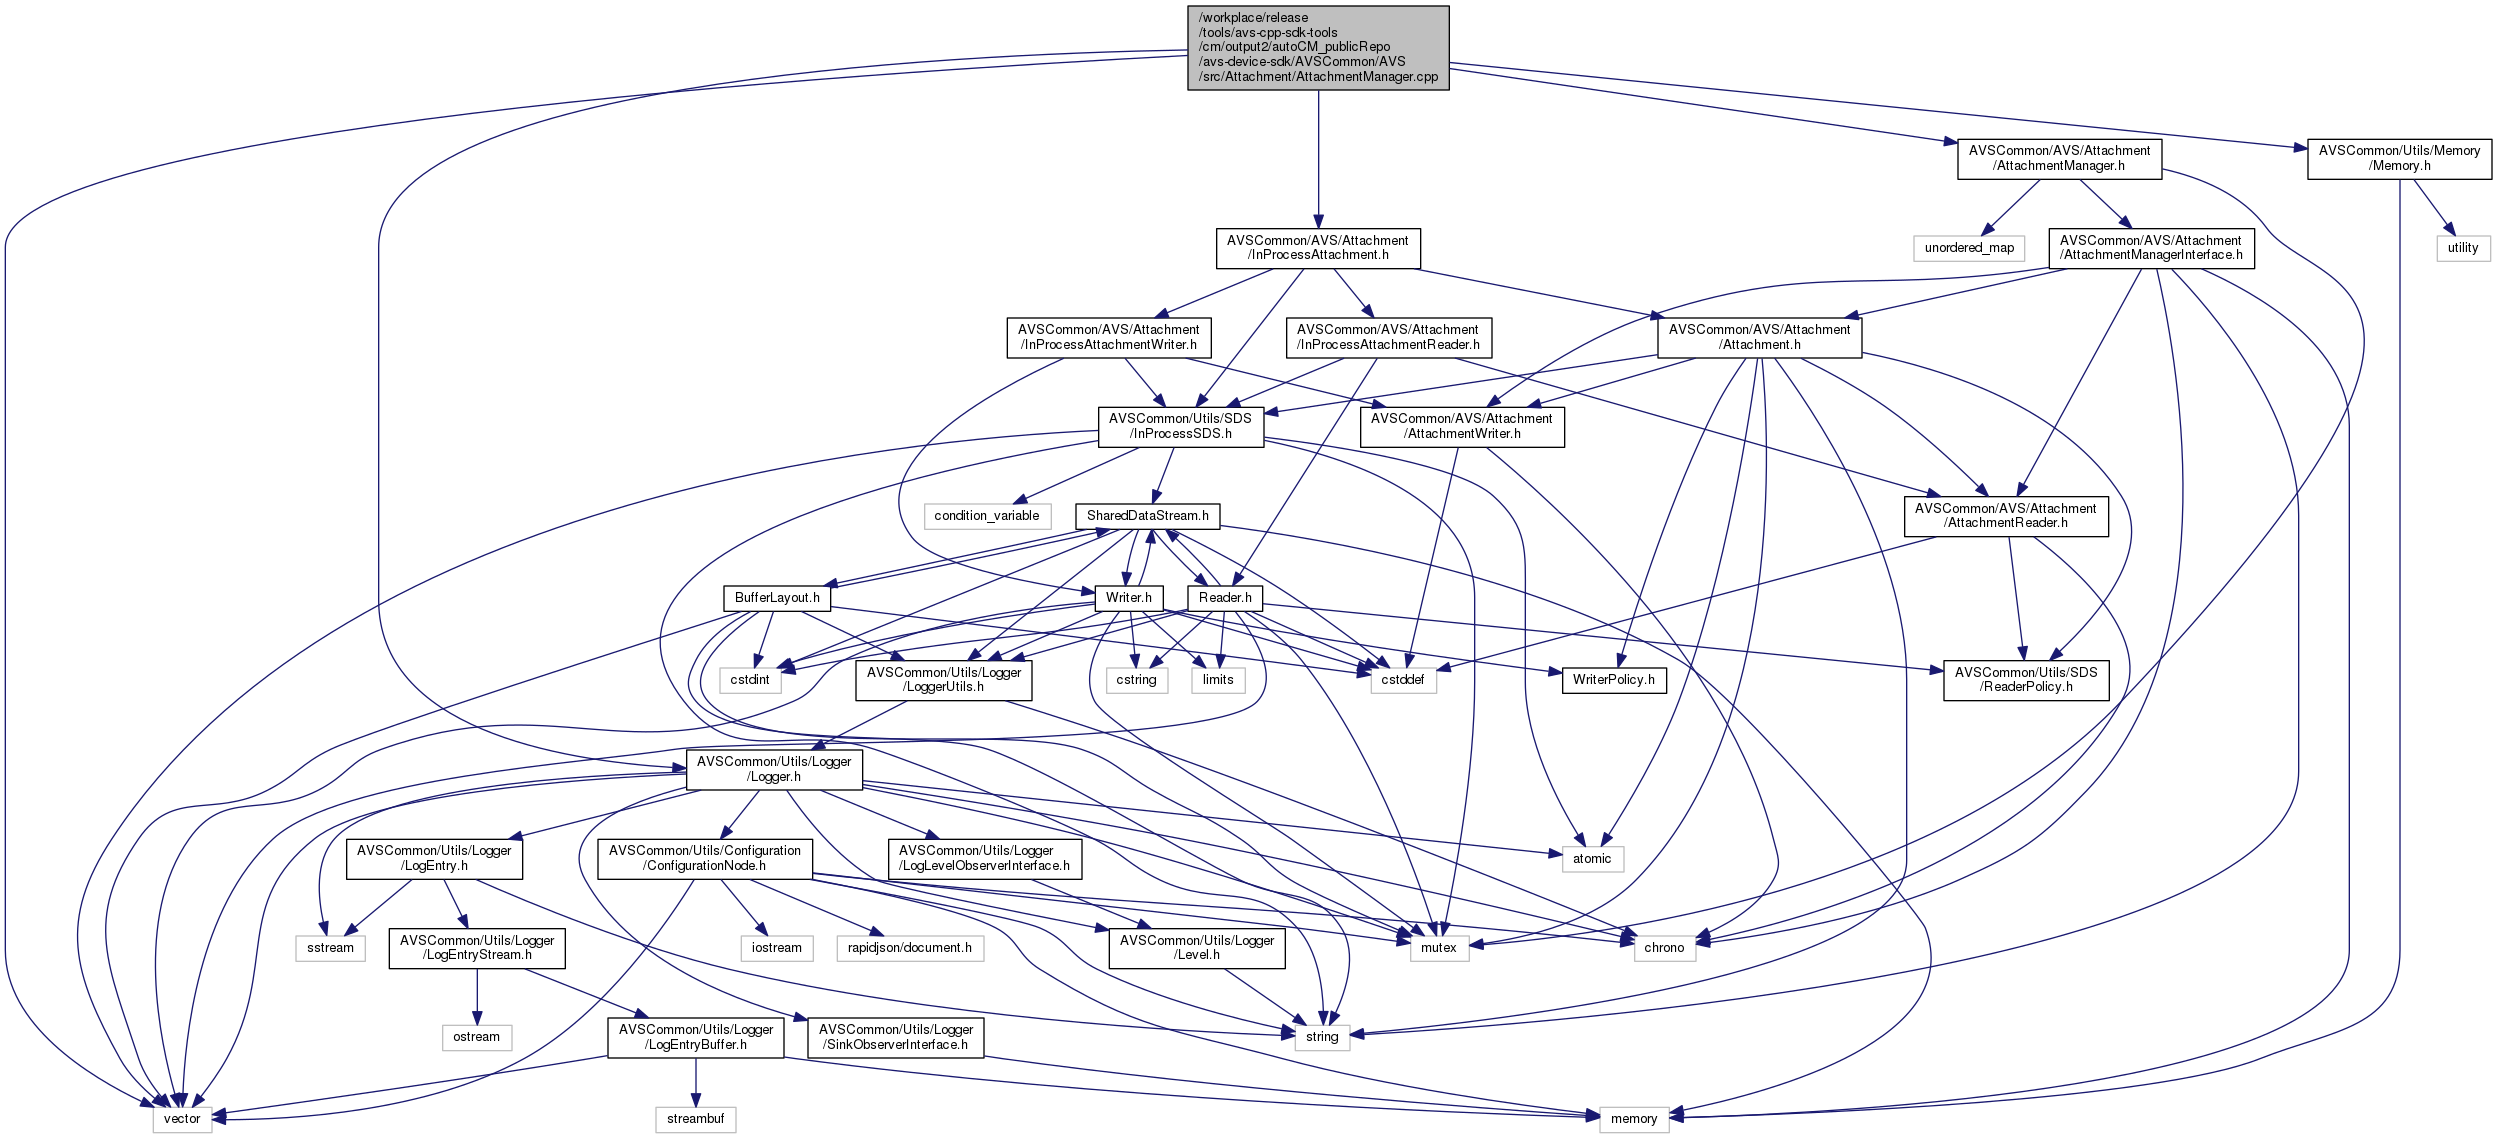 /workplace/release
/tools/avs-cpp-sdk-tools
/cm/output2/autoCM_publicRepo
/avs-device-sdk/AVSCommon/AVS
/src/Attachment/AttachmentManager.cpp
AVSCommon/AVS/Attachment
/AttachmentManager.h
AVSCommon/Utils/Memory
/Memory.h
AVSCommon/AVS/Attachment
/InProcessAttachment.h
unordered_map
AVSCommon/AVS/Attachment
/AttachmentManagerInterface.h
utility
AVSCommon/AVS/Attachment
/InProcessAttachmentWriter.h
AVSCommon/AVS/Attachment
/InProcessAttachmentReader.h
AVSCommon/AVS/Attachment
/Attachment.h
AVSCommon/Utils/SDS
/InProcessSDS.h
AVSCommon/AVS/Attachment
/AttachmentWriter.h
condition_variable
SharedDataStream.h
AVSCommon/AVS/Attachment
/AttachmentReader.h
BufferLayout.h
Writer.h
Reader.h
cstdint
AVSCommon/Utils/Logger
/LoggerUtils.h
cstring
limits
cstddef
WriterPolicy.h
AVSCommon/Utils/SDS
/ReaderPolicy.h
AVSCommon/Utils/Logger
/Logger.h
AVSCommon/Utils/Logger
/LogEntry.h
AVSCommon/Utils/Configuration
/ConfigurationNode.h
AVSCommon/Utils/Logger
/LogLevelObserverInterface.h
atomic
sstream
AVSCommon/Utils/Logger
/LogEntryStream.h
iostream
rapidjson/document.h
AVSCommon/Utils/Logger
/Level.h
mutex
chrono
ostream
AVSCommon/Utils/Logger
/LogEntryBuffer.h
AVSCommon/Utils/Logger
/SinkObserverInterface.h
string
vector
streambuf
memory